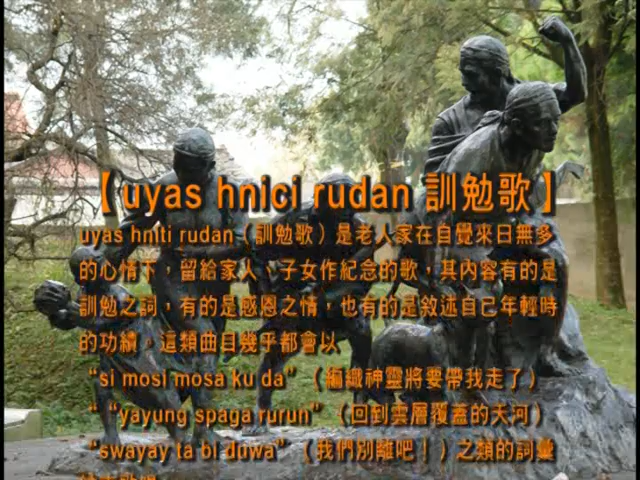 【uyas hnici rudan 訓勉歌】
uyas hniti rudan（訓勉歌）是老人家在自覺來日無多
的心情下，留給家人、子女作紀念的歌，其內容有的是
訓勉之詞，有的是感恩之情，也有的是敘述自己年輕時
的功績。這類曲目幾乎都會以
“si mosi mosa ku da”（編織神靈將要帶我走了）
““yayung spaga rurun”（回到雲層覆蓋的天河）
“swayay ta bi duwa”（我們別離吧！）之類的詞彙